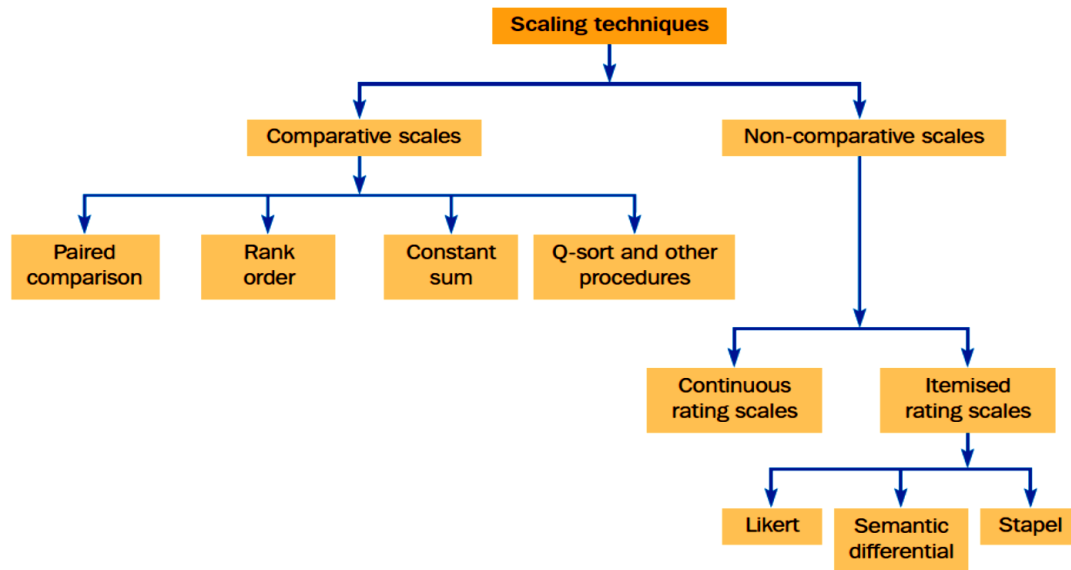 Scaling techniques
Comparative scales
Non-comparative scales
Paired
comparison
Rank
order
Constant
sum
Q-sort and other
procedures
Continuous
rating scales
Itemised
rating scales
Likert
Semantic
differential
Stapel